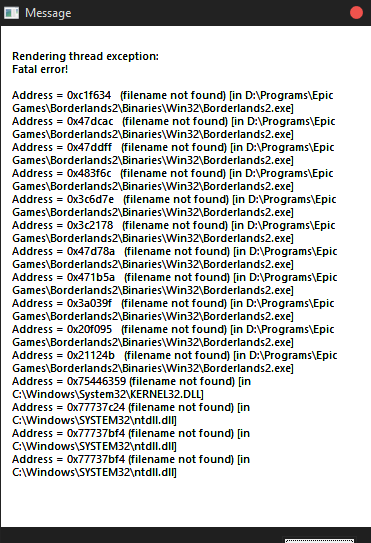 Message
Rendering thread exception:
Fatal error!
Address = 0xc1f634 (filename not found) [in D:\Programs\Epic
Games\Borderlands2\Binaries\Win32\Borderlands2.exe]
Address = 0x47dcac (filename not found) [in D:\Programs\Epic
Games\Borderlands2\Binaries\Win32\Borderlands2.exe]
Address = 0x47ddff (filename not found) [in D:\Programs\Epic
Games\Borderlands2\Binaries\Win32\Borderlands2.exe]
Address = 0x483f6c (filename not found) [in D:\Programs\Epic
Games\Borderlands2\Binaries\Win32\Borderlands2.exe]
Address = 0x3c6d7e (filename not found) [in D:\Programs\Epic
Games\Borderlands2\Binaries\Win32\Borderlands2.exe]
Address = 0x3c2178 (filename not found) [in D:\Programs\Epic
Games\Borderlands2\Binaries\Win32\Borderlands2.exe]
Address = 0x47d78a (filename not found) [in D:\Programs\Epic
Games\Borderlands2\Binaries\Win32\Borderlands2.exe]
Address = 0x471b5a (filename not found) [in D:\Programs\Epic
Games\Borderlands2\Binaries\Win32\Borderlands2.exe]
Address = 0x3a039f (filename not found) [in D:\Programs\Epic
Games\Borderlands2\Binaries\Win32\Borderlands2.exe]
Address = 0x20f095 (filename not found) [in D:\Programs\Epic
Games\Borderlands2\Binaries\Win32\Borderlands2.exe]
Address = 0x21124b (filename not found) [in D:\Programs\Epic
Games\Borderlands2\Binaries\Win32\Borderlands2.exe]
Address = 0x75446359 (filename not found) [in
C:\Windows\System32\KERNEL32.DLL]
Address = 0x77737c24 (filename not found) [in
C:\Windows\SYSTEM32\ntdll.dll]
Address = 0x77737bf4 (filename not found) [in
C:\Windows\SYSTEM32\ntdll.dll]
Address = 0x77737bf4 (filename not found) [in
C:\Windows\SYSTEM32\ntdll.dll]